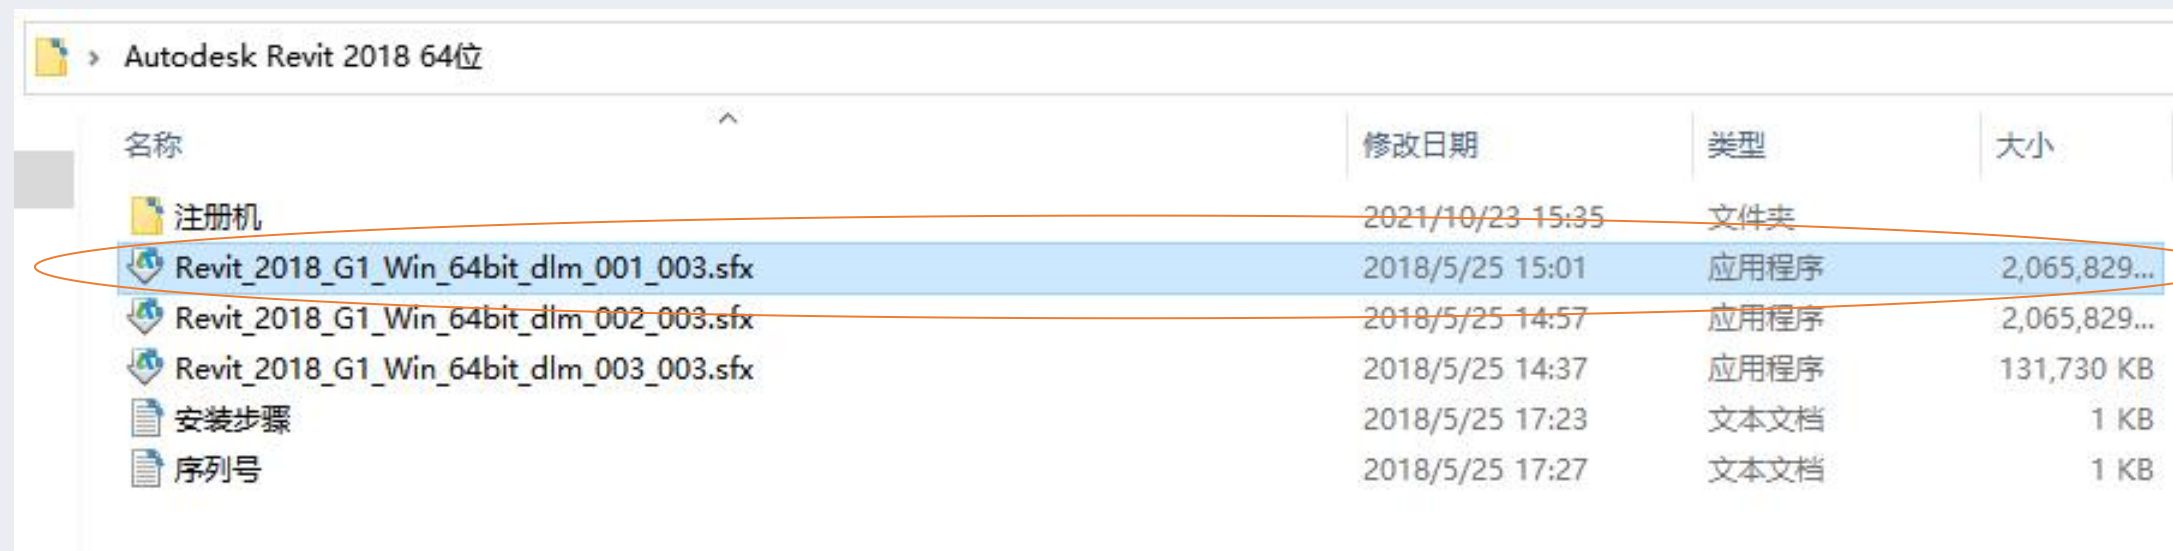 Autodesk Revit 2018 64位
名称 修改日期 类型 大小
注册机 2021/10/23 15:35 文件夹
Revit_2018_G1_Win_64bit_dlm_001_003.sfx 2018/5/25 15:01 应用程序 2,065,829...
Revit_2018_G1_Win_64bit_dlm_002_003.sfx 2018/5/25 14:57 应用程序 2,065,829...
Revit_2018_G1_Win_64bit_dlm_003_003.sfx 2018/5/25 14:37 应用程序 131,730 KB
安装步骤 2018/5/25 17:23 文本文档 1 KB
序列号 2018/5/25 17:27 文本文档 1 KB